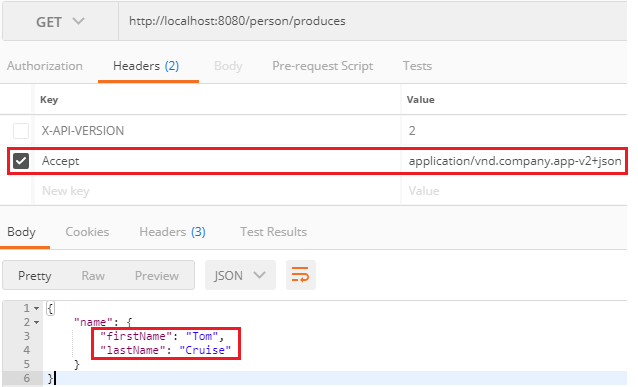 GET http://localhost:8080/person/produces
Authorization Headers (2) Body Pre-request Script Tests
Key Value
X-API-VERSION 2
Accept application/vnd.company.app-v2+json
New key Value
Body Cookies Headers (3) Test Results
Pretty Raw Preview JSON
1 {
2 "name": {
3 "firstName": "Tom",
4 "lastName": "Cruise"
5 }
6 }